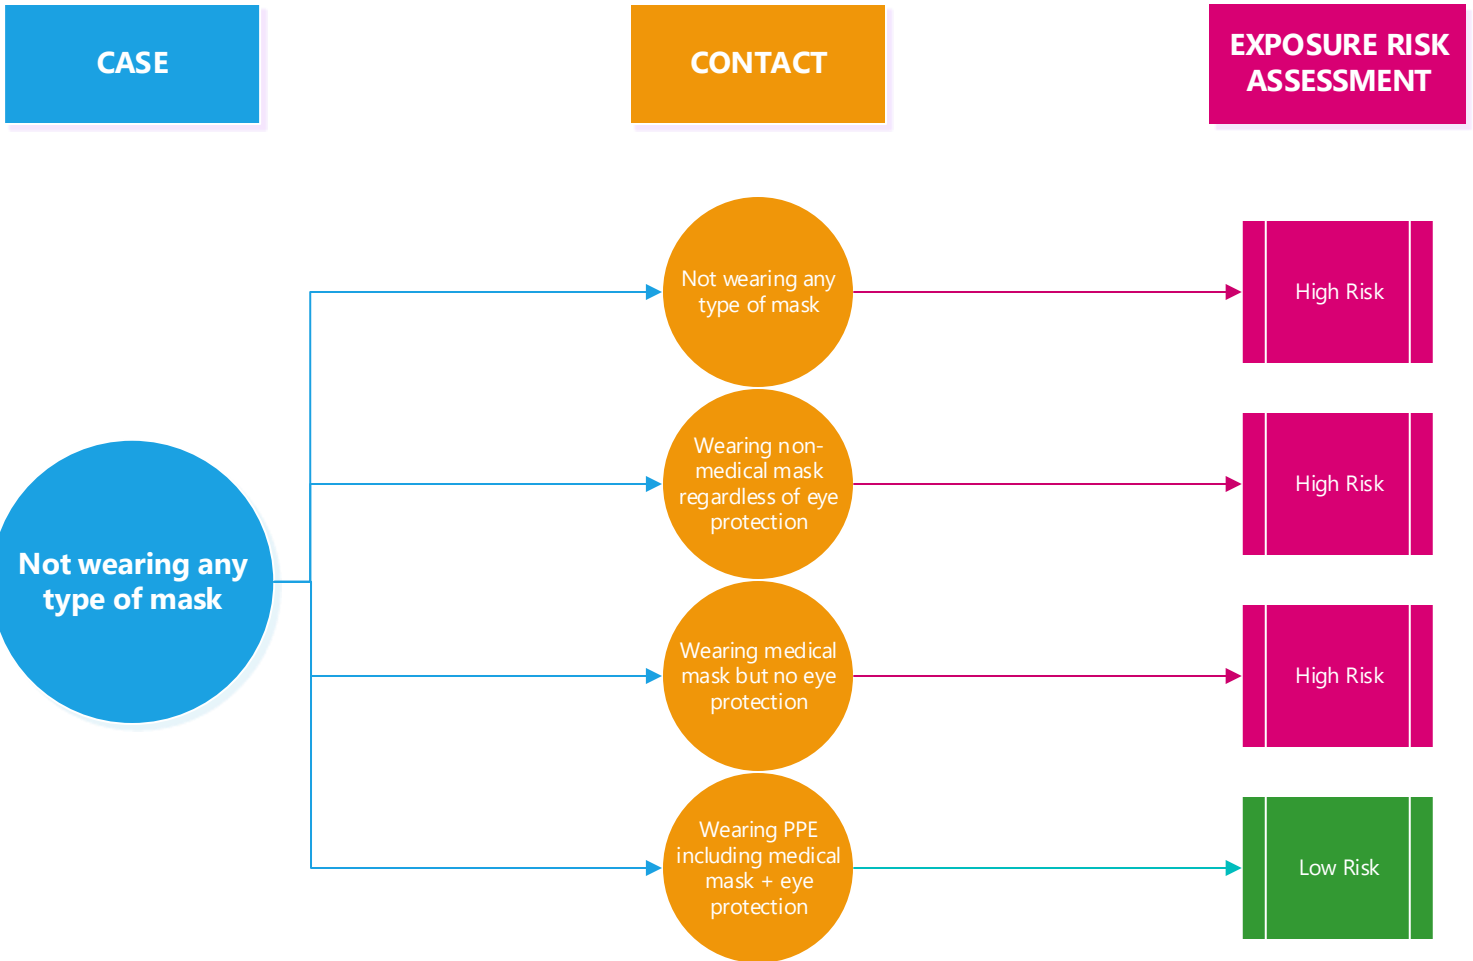 CASE
CONTACT
EXPOSURE RISK
ASSESSMENT
Not wearing any
type of mask
Not wearing any
type of mask
High Risk
Wearing non-
medical mask
regardless of eye
protection
High Risk
Wearing medical
mask but no eye
protection
High Risk
Wearing PPE
including medical
mask + eye
protection
Low Risk